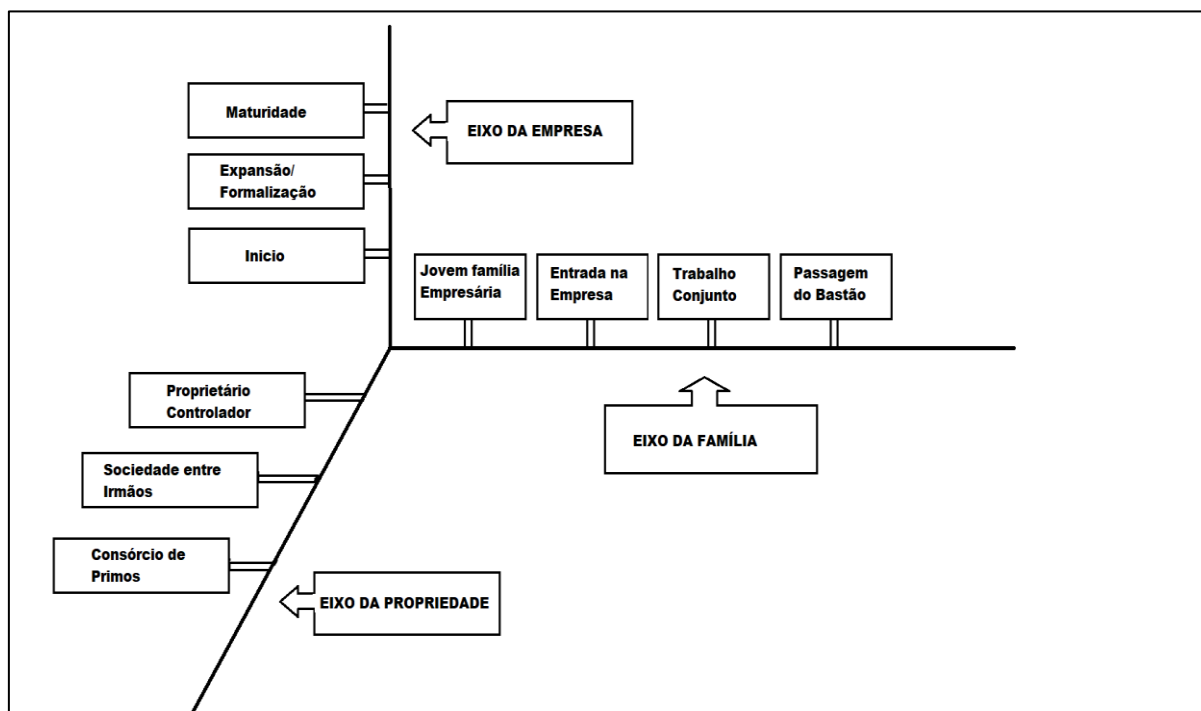 Maturidade
EIXO DA EMPRESA
Expansão/
Formalização
Inicio
Jovem família
Empresária
Entrada na
Empresa
Trabalho
Conjunto
Passagem
do Bastão
Proprietário
Controlador
EIXO DA FAMÍLIA
Sociedade entre
Irmãos
Consórcio de
Primos
EIXO DA PROPRIEDADE